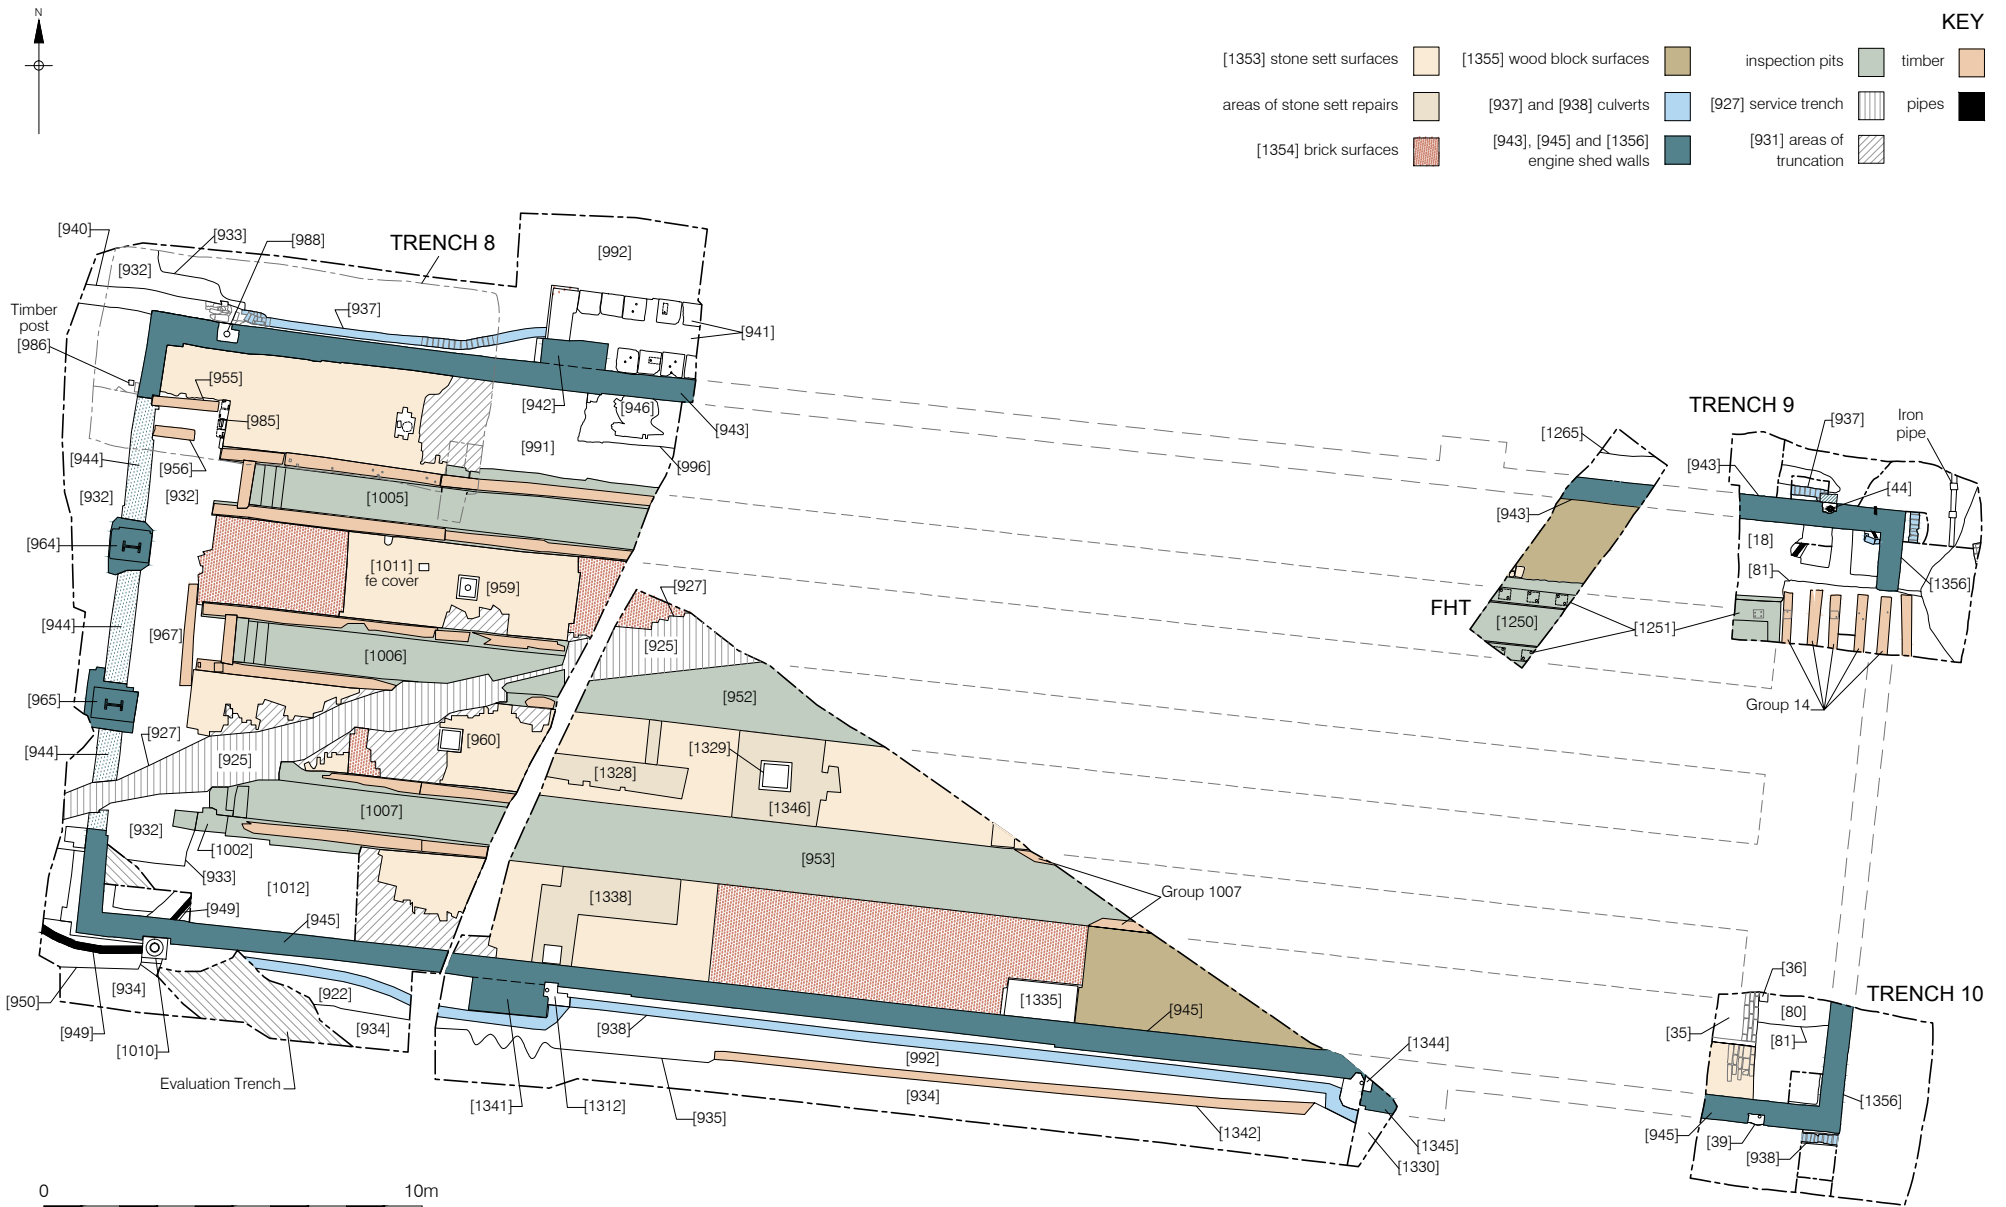 N
KEY
[1353] stone sett surfaces
[1355] wood block surfaces
inspection pits
timber
areas of stone sett repairs
[937] and [938] culverts
[927] service trench
pipes
[1354] brick surfaces
[943], [945] and [1356]
engine shed walls
[931] areas of
truncation
[940]
[933]
[988]
TRENCH 8
[992]
[932]
[937]
Timber
post
[986]
[941]
[955]
[985]
[942]
[946]
[943]
[944]
[956]
[991]
[996]
[932]
[932]
[1005]
[964]
[1011]
fe cover
[959]
[927]
[944]
[967]
[1006]
[925]
[965]
[952]
[927]
[960]
[1329]
[944]
[925]
[1328]
[1346]
[1007]
[932]
[1002]
[953]
[933]
[1012]
[1338]
Group 1007
[949]
[945]
[950]
[934]
[922]
[1335]
[945]
[949]
[934]
[938]
[1010]
[992]
[1344]
Evaluation Trench
[934]
[1341]
[1312]
[935]
[1342]
[1345]
[1330]
TRENCH 9
[937]
Iron
pipe
[1265]
[943]
[44]
[943]
[18]
[81]
[1356]
FHT
[1250]
[1251]
Group 14
[36]
TRENCH 10
[80]
[35]
[81]
[1356]
[945]
[39]
[938]
0
10m